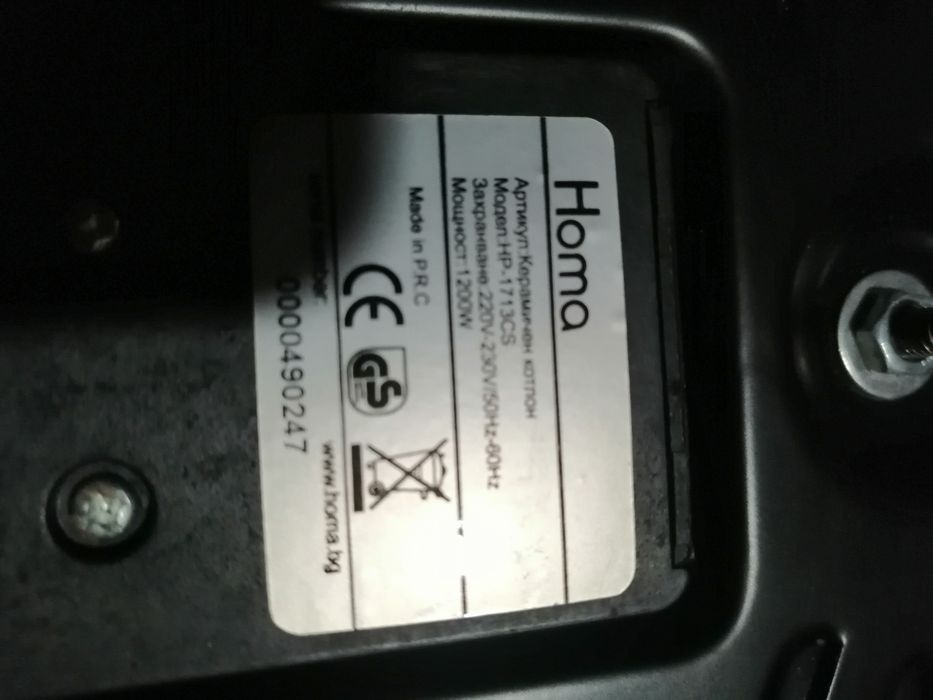 Homa
Артикул:Керамичен котлон
Модел:HP-1713CS
Захранване:220V-230V/50Hz-60Hz
Мощност:1200W
Made in P.R.C
CE
GS
www.homa.bg
0000490247